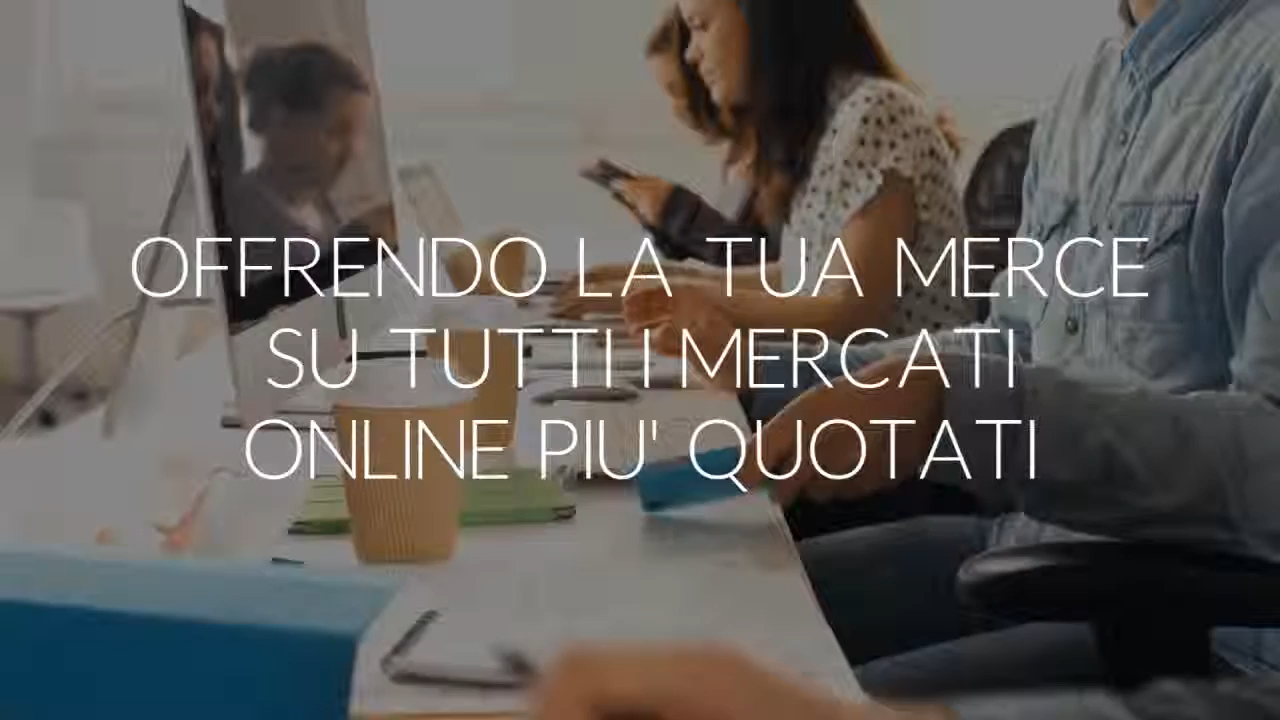 OFFRENDO LA TUA MERCE
SU TUTTI I MERCATI
ONLINE PIU' QUOTATI